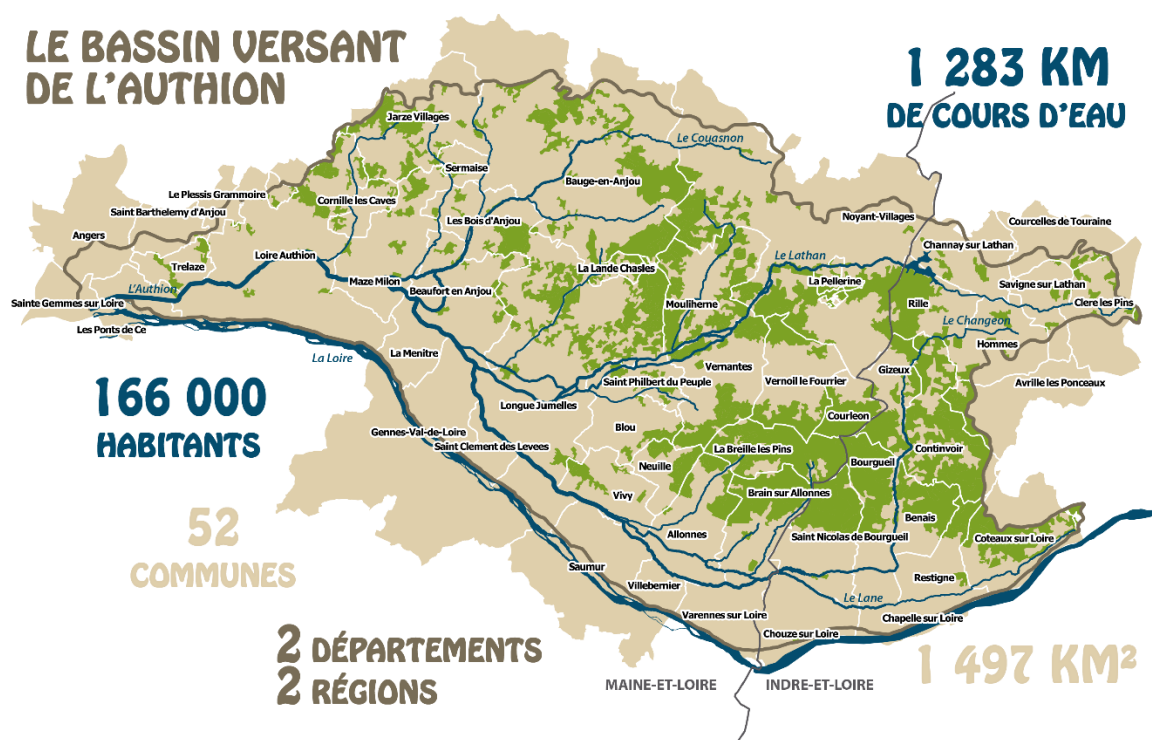 LE BASSIN VERSANT
DE L'AUTHION
1 283 KM
DE COURS D'EAU
Jarze Villages
Le Couasnon
Sermaise
Bauge-en-Anjou
Le Plessis Grammoire
Cornille les Caves
Saint Barthelemy d'Anjou
Les Bois d'Anjou
Noyant-Villages
Courcelles de Touraine
Angers
Channay sur Lathan
Loire Authion
Le Lathan
Trelaze
La Lande Chasles
Maze Milon
La Pellerine
Savigne sur Lathan
L'Authion
Beaufort en Anjou
Sainte Gemmes sur Loire
Mouliherne
Rille
Clere les Pins
Le Changeon
Les Ponts de Ce
Hommes
La Loire
La Menitre
Vernantes
Gizeux
Saint Philbert du Peuple
Vernoil le Fourrier
Avrille les Ponceaux
166 000
HABITANTS
Longue Jumelles
Courleon
Blou
Gennes-Val-de-Loire
Saint Clement des Levees
La Breille les Pins
Continvoir
Neuille
Bourgueil
Vivy
Brain sur Allonnes
52
COMMUNES
Benais
Allonnes
Saint Nicolas de Bourgueil
Coteaux sur Loire
Saumur
Restigne
Villebernier
Le Lane
Varennes sur Loire
Chapelle sur Loire
Chouze sur Loire
2 DÉPARTEMENTS
2 RÉGIONS
1 497 KM²
MAINE-ET-LOIRE
INDRE-ET-LOIRE